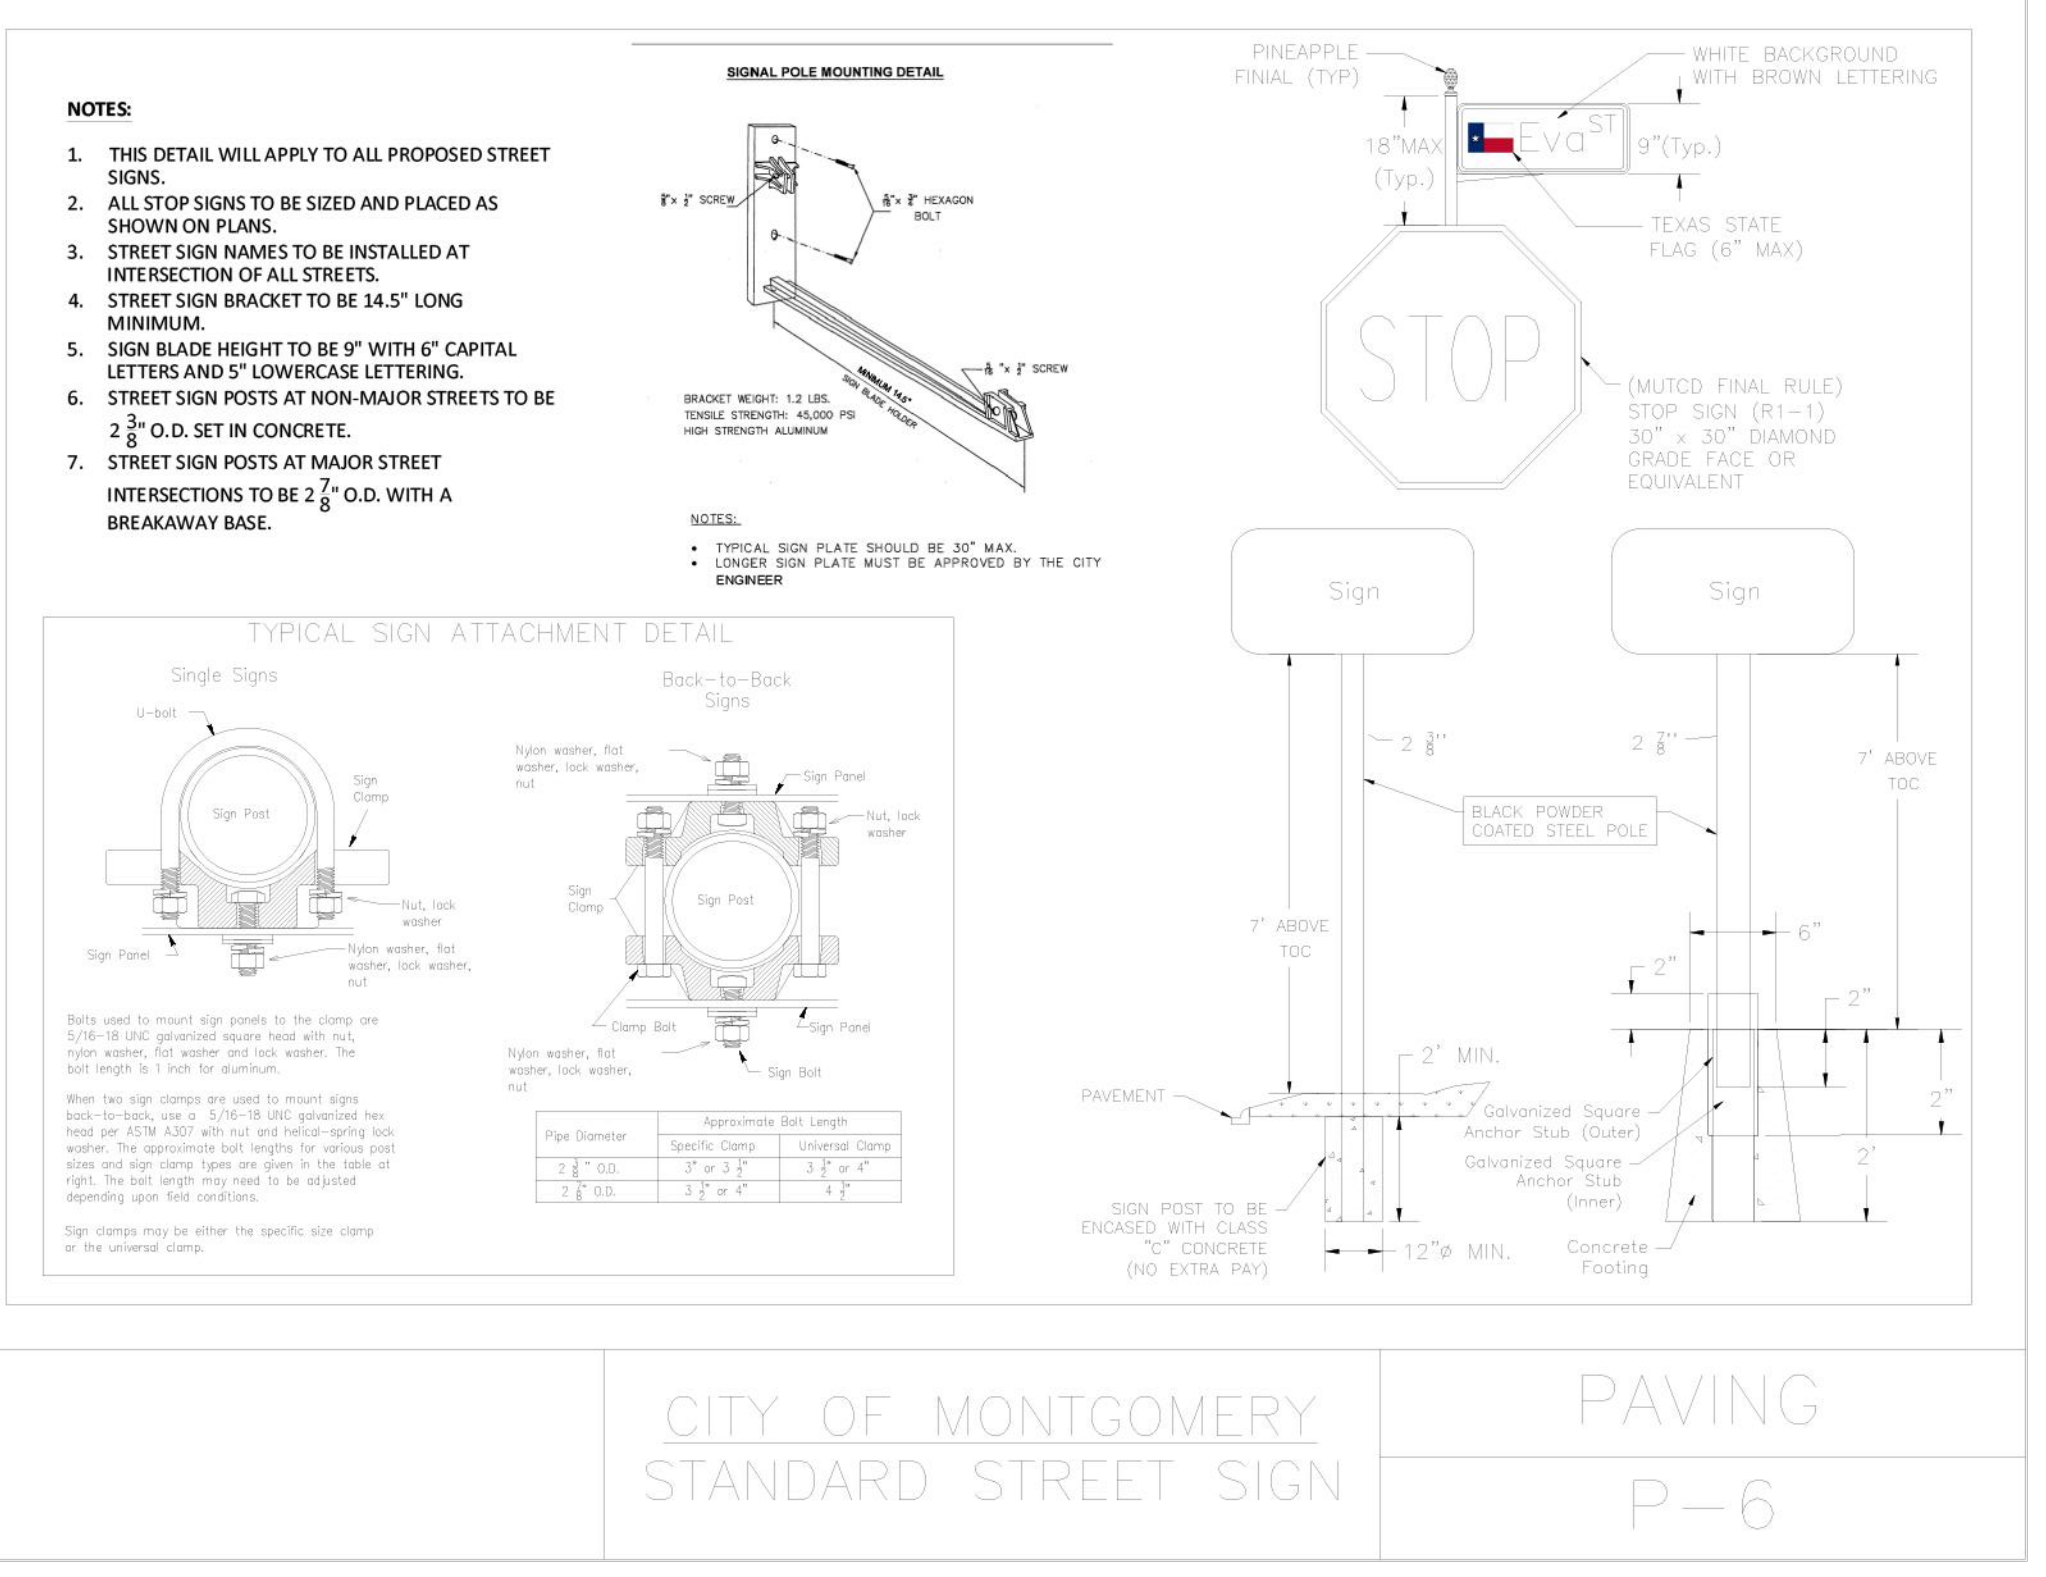 NOTES:
1. THIS DETAIL WILL APPLY TO ALL PROPOSED STREET
SIGNS.
2. ALL STOP SIGNS TO BE SIZED AND PLACED AS
SHOWN ON PLANS.
3. STREET SIGN NAMES TO BE INSTALLED AT
INTERSECTION OF ALL STREETS.
4. STREET SIGN BRACKET TO BE 14.5" LONG
MINIMUM.
5. SIGN BLADE HEIGHT TO BE 9" WITH 6" CAPITAL
LETTERS AND 5" LOWERCASE LETTERING.
6. STREET SIGN POSTS AT NON-MAJOR STREETS TO BE
2 3/8" O.D. SET IN CONCRETE.
7. STREET SIGN POSTS AT MAJOR STREET
INTERSECTIONS TO BE 2 7/8" O.D. WITH A
BREAKAWAY BASE.
SIGNAL POLE MOUNTING DETAIL
SCREW
HEXAGON
BOLT
SCREW
MINIMUM 14.5"
SIGN BLADE HOLDER
BRACKET WEIGHT: 1.2 LBS.
TENSILE STRENGTH: 45,000 PSI
HIGH STRENGTH ALUMINUM
NOTES:
• TYPICAL SIGN PLATE SHOULD BE 30" MAX.
• LONGER SIGN PLATE MUST BE APPROVED BY THE CITY
ENGINEER
PINEAPPLE
FINIAL (TYP)
WHITE BACKGROUND
WITH BROWN LETTERING
18"MAX
(Typ.)
Eva ST
9"(Typ.)
TEXAS STATE
FLAG (6" MAX)
STOP
(MUTCD FINAL RULE)
STOP SIGN (R1-1)
30" x 30" DIAMOND
GRADE FACE OR
EQUIVALENT
TYPICAL SIGN ATTACHMENT DETAIL
Single Signs
U-bolt
Sign Post
Sign
Clamp
Nut, lock
washer
Sign Panel
Nylon washer, flat
washer, lock washer,
nut
Back-to-Back
Signs
Nylon washer, flat
washer, lock washer,
nut
Sign Panel
Nut, lock
washer
Sign
Clamp
Sign Post
Clamp Bolt
Sign Panel
Nylon washer, flat
washer, lock washer,
nut
Sign Bolt
Bolts used to mount sign panels to the clamp are
5/16-18 UNC galvanized square head with nut,
nylon washer, flat washer and lock washer. The
bolt length is 1 inch for aluminum.
When two sign clamps are used to mount signs
back-to-back, use a 5/16-18 UNC galvanized hex
head per ASTM A307 with nut and helical-spring lock
washer. The approximate bolt lengths for various post
sizes and sign clamp types are given in the table at
right. The bolt length may need to be adjusted
depending upon field conditions.
Sign clamps may be either the specific size clamp
or the universal clamp.
Pipe Diameter Approximate Bolt Length
Specific Clamp Universal Clamp
2 3/8" O.D. 3" or 3 1/2" 3 1/2" or 4"
2 7/8" O.D. 3 1/2" or 4" 4 1/2"
Sign
Sign
2 3/8''
2 7/8''
7' ABOVE
TOC
BLACK POWDER
COATED STEEL POLE
7' ABOVE
TOC
6"
2"
2"
2' MIN.
PAVEMENT
Galvanized Square
Anchor Stub (Outer)
2"
Galvanized Square
Anchor Stub
(Inner)
2'
SIGN POST TO BE
ENCASED WITH CLASS
"C" CONCRETE
(NO EXTRA PAY)
12"ø MIN.
Concrete
Footing
CITY OF MONTGOMERY
STANDARD STREET SIGN
PAVING
P-6